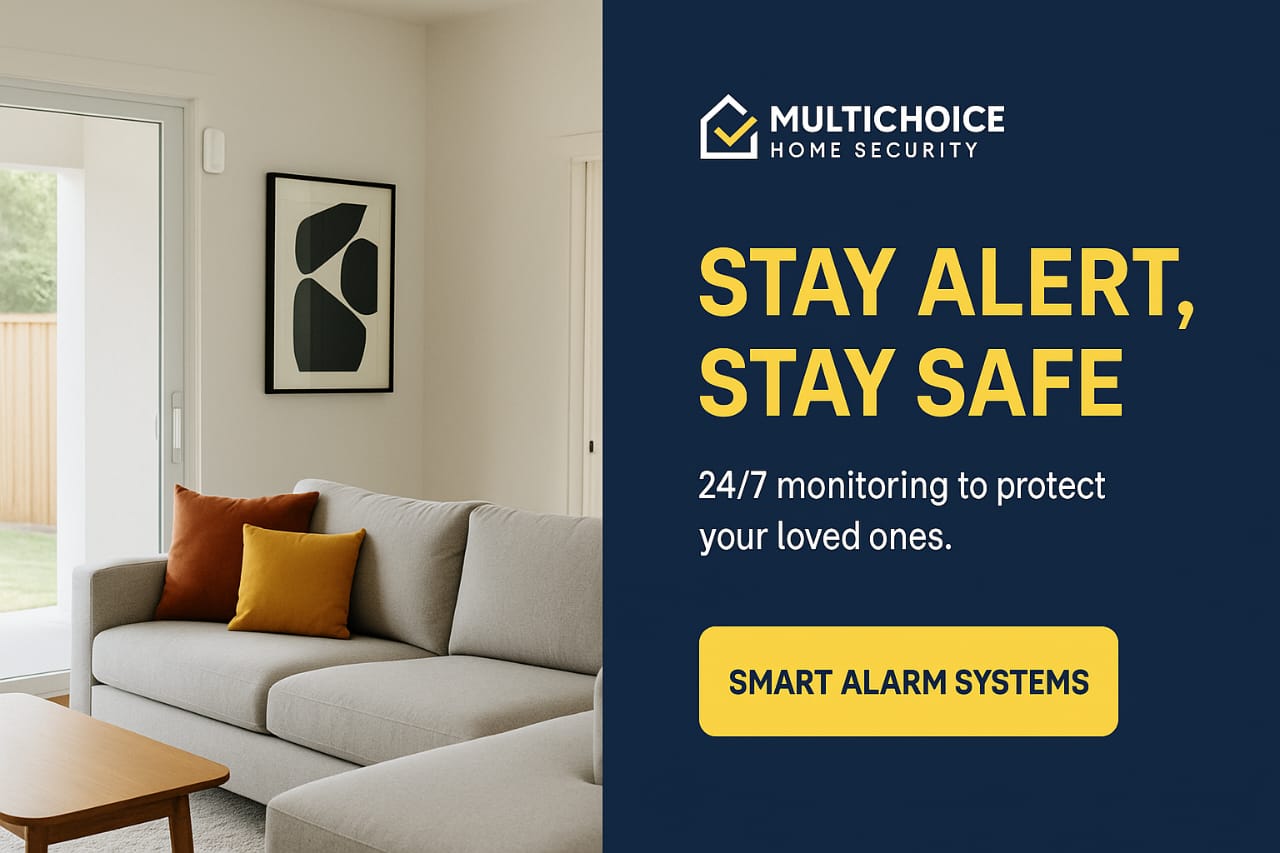 MULTICHOICE
HOME SECURITY
STAY ALERT,
STAY SAFE
24/7 monitoring to protect
your loved ones.
SMART ALARM SYSTEMS